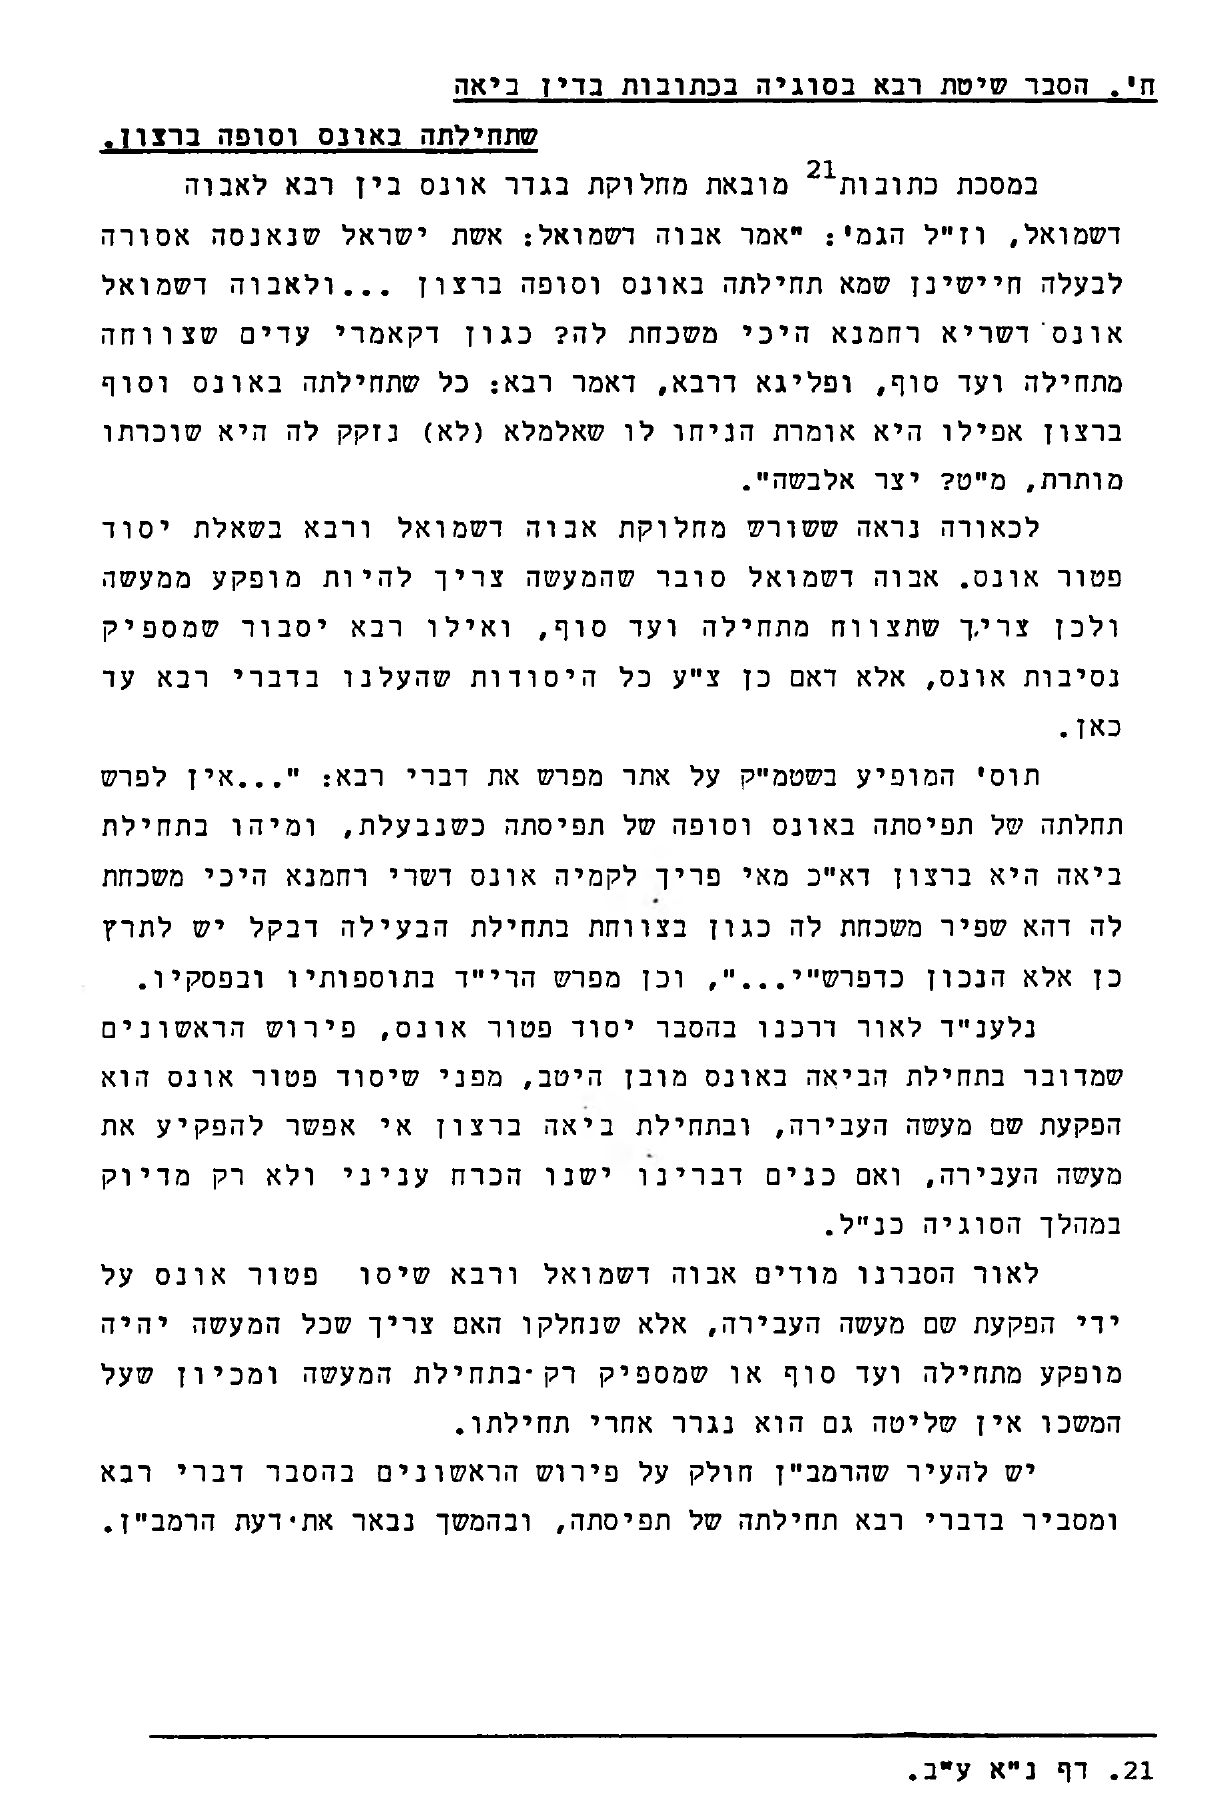 ח'. הסבר שיטת רבא בסוגיה בכתובות בדין ביאה
שתחילתה באונס וסופה ברצון.
במסכת כתובות21 מובאת מחלוקת בגדר אונס בין רבא לאבוה
דשמואל, וז"ל הגמ': "אמר אבוה דשמואל: אשת ישראל שנאנסה אסורה
לבעלה חיישינן שמא תחילתה באונס וסופה ברצון ...ולאבוה דשמואל
אונס דשריא רחמנא היכי משכחת לה? כגון דקאמרי עדים שצווחה
מתחילה ועד סוף, ופליגא דרבא, דאמר רבא: כל שתחילתה באונס וסוף
ברצון אפילו היא אומרת הניחו לו שאלמלא (לא) נזקק לה היא שוכרתו
מותרת, מ"ט? יצר אלבשה".
לכאורה נראה ששורש מחלוקת אבוה דשמואל ורבא בשאלת יסוד
פטור אונס. אבוה דשמואל סובר שהמעשה צריך להיות מופקע ממעשה
ולכן צריך שתצווח מתחילה ועד סוף, ואילו רבא יסבור שמספיק
נסיבות אונס, אלא דאם כן צ"ע כל היסודות שהעלנו בדברי רבא עד
כאן.
תוס' המופיע בשטמ"ק על אתר מפרש את דברי רבא: "...אין לפרש
תחלתה של תפיסתה באונס וסופה של תפיסתה כשנבעלת, ומיהו בתחילת
ביאה היא ברצון דא"כ מאי פריך לקמיה אונס דשרי רחמנא היכי משכחת
לה דהא שפיר משכחת לה כגון בצווחת בתחילת הבעילה דבקל יש לתרץ
כן אלא הנכון כדפרש"י...", וכן מפרש הרי"ד בתוספותיו ובפסקיו.
נלענ"ד לאור דרכנו בהסבר יסוד פטור אונס, פירוש הראשונים
שמדובר בתחילת הביאה באונס מובן היטב, מפני שיסוד פטור אונס הוא
הפקעת שם מעשה העבירה, ובתחילת ביאה ברצון אי אפשר להפקיע את
מעשה העבירה, ואם כנים דברינו ישנו הכרח ענייני ולא רק מדיוק
במהלך הסוגיה כנ"ל.
לאור הסברנו מודים אבוה דשמואל ורבא שיסו פטור אונס על
ידי הפקעת שם מעשה העבירה, אלא שנחלקו האם צריך שכל המעשה יהיה
מופקע מתחילה ועד סוף או שמספיק רק בתחילת המעשה ומכיון שעל
המשכו אין שליטה גם הוא נגרר אחרי תחילתו.
יש להעיר שהרמב"ן חולק על פירוש הראשונים בהסבר דברי רבא
ומסביר בדברי רבא תחילתה של תפיסתה, ובהמשך נבאר את דעת הרמב"ן.
21. דף נ"א ע"ב.